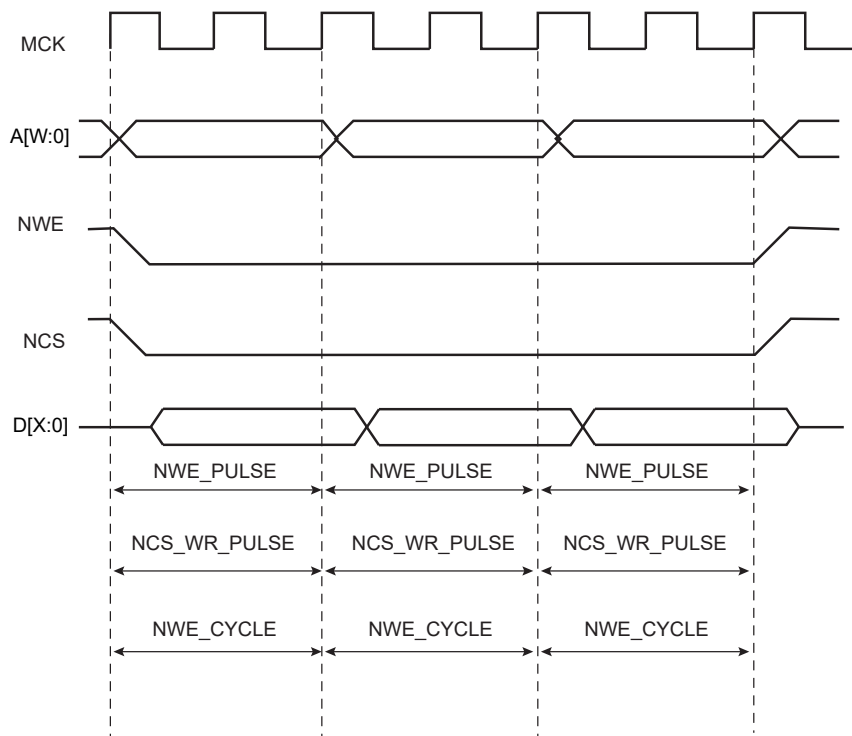 MCK
A[W:0]
NWE
NCS
D[X:0]
NWE_PULSE NWE_PULSE NWE_PULSE
NCS_WR_PULSE NCS_WR_PULSE NCS_WR_PULSE
NWE_CYCLE NWE_CYCLE NWE_CYCLE